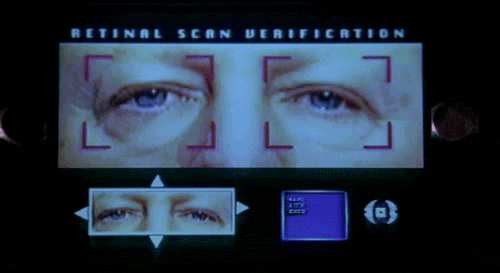 RETINAL SCAN VERIFICATION